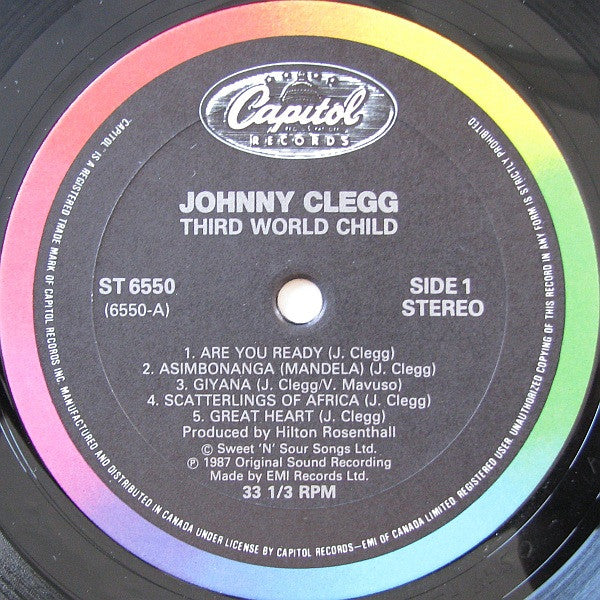 Capitol
RECORDS
JOHNNY CLEGG
THIRD WORLD CHILD
ST 6550
(6550-A)
SIDE 1
STEREO
1. ARE YOU READY (J. Clegg)
2. ASIMBONANGA (MANDELA) (J. Clegg)
3. GIYANA (J. Clegg/V. Mavuso)
4. SCATTERLINGS OF AFRICA (J. Clegg)
5. GREAT HEART (J. Clegg)
Produced by Hilton Rosenthall
© Sweet 'N' Sour Songs Ltd.
℗ 1987 Original Sound Recording
Made by EMI Records Ltd.
33 1/3 RPM
"CAPITOL" IS A REGISTERED TRADE MARK OF CAPITOL RECORDS INC. MANUFACTURED AND DISTRIBUTED IN CANADA UNDER LICENSE BY CAPITOL RECORDS-EMI OF CANADA LIMITED. REGISTERED USER. UNAUTHORIZED COPYING OF THIS RECORD IN ANY FORM IS STRICTLY PROHIBITED